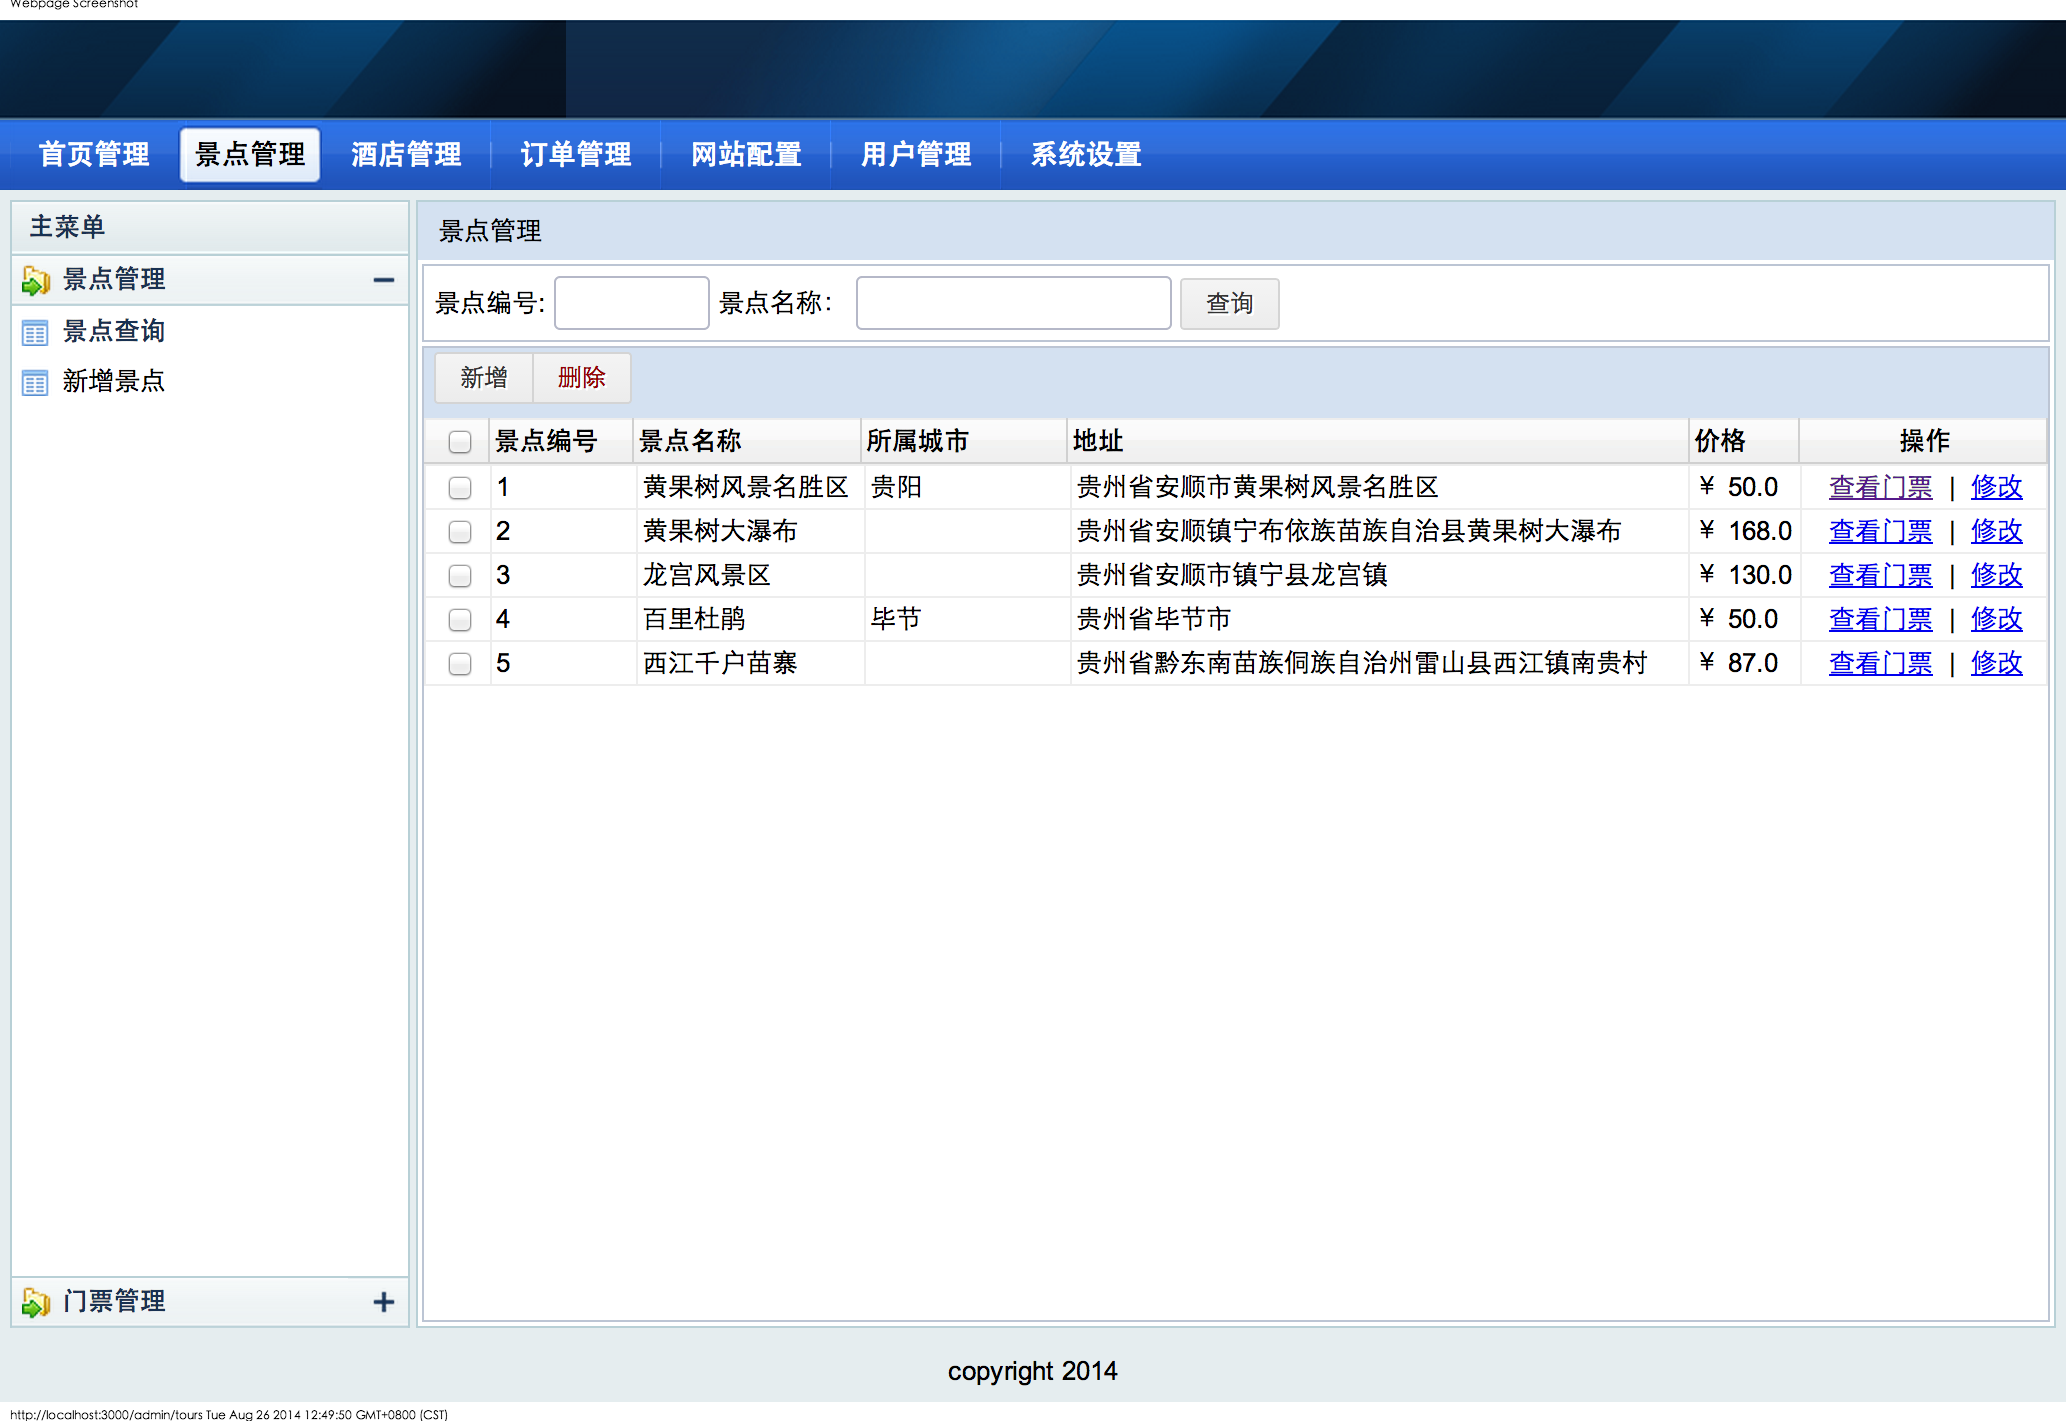 Webpage Screenshot
首页管理 景点管理 酒店管理 订单管理 网站配置 用户管理 系统设置
主菜单
景点管理
景点查询
新增景点
门票管理
景点管理
景点编号: 景点名称: 查询
新增 删除
景点编号 景点名称 所属城市 地址 价格 操作
1 黄果树风景名胜区 贵阳 贵州省安顺市黄果树风景名胜区 ¥ 50.0 查看门票 | 修改
2 黄果树大瀑布 贵州省安顺镇宁布依族苗族自治县黄果树大瀑布 ¥ 168.0 查看门票 | 修改
3 龙宫风景区 贵州省安顺市镇宁县龙宫镇 ¥ 130.0 查看门票 | 修改
4 百里杜鹃 毕节 贵州省毕节市 ¥ 50.0 查看门票 | 修改
5 西江千户苗寨 贵州省黔东南苗族侗族自治州雷山县西江镇南贵村 ¥ 87.0 查看门票 | 修改
copyright 2014
http://localhost:3000/admin/tours Tue Aug 26 2014 12:49:50 GMT+0800 (CST)